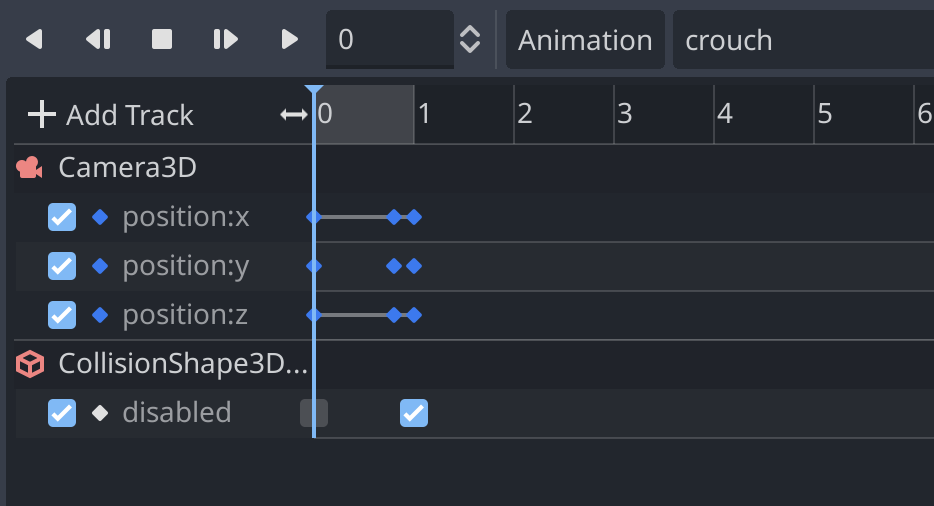 0 Animation crouch
Add Track 0 1 2 3 4 5 6
Camera3D
position:x
position:y
position:z
CollisionShape3D...
disabled